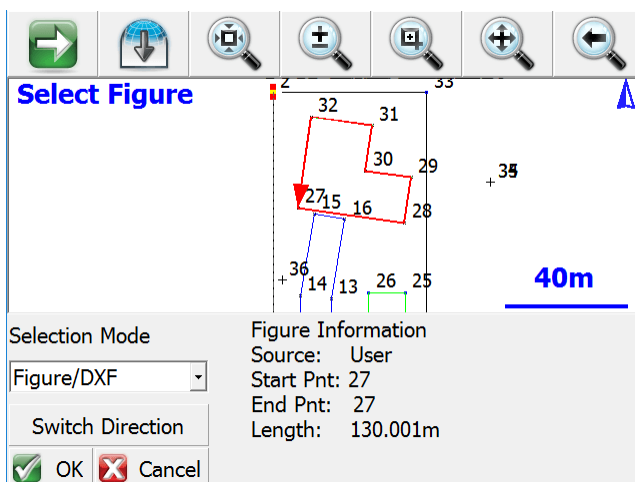 Select Figure
2
33
32
31
30
29
27
15
16
28
36
14
13
26
25
40m
Selection Mode
Figure/DXF
Switch Direction
OK
Cancel
Figure Information
Source: User
Start Pnt: 27
End Pnt: 27
Length: 130.001m